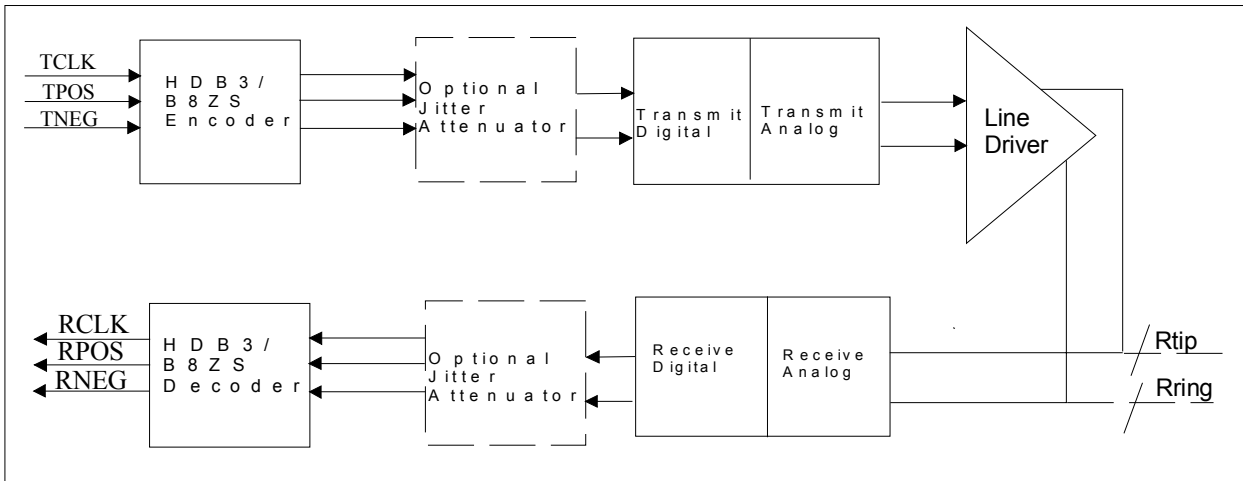 TCLK
TPOS
TNEG
HDB3/
B8ZS
Encoder
Optional
Jitter
Attenuator
Transmit
Digital
Transmit
Analog
Line
Driver
RCLK
RPOS
RNEG
HDB3/
B8ZS
Decoder
Optional
Jitter
Attenuator
Receive
Digital
Receive
Analog
Rtip
Rring